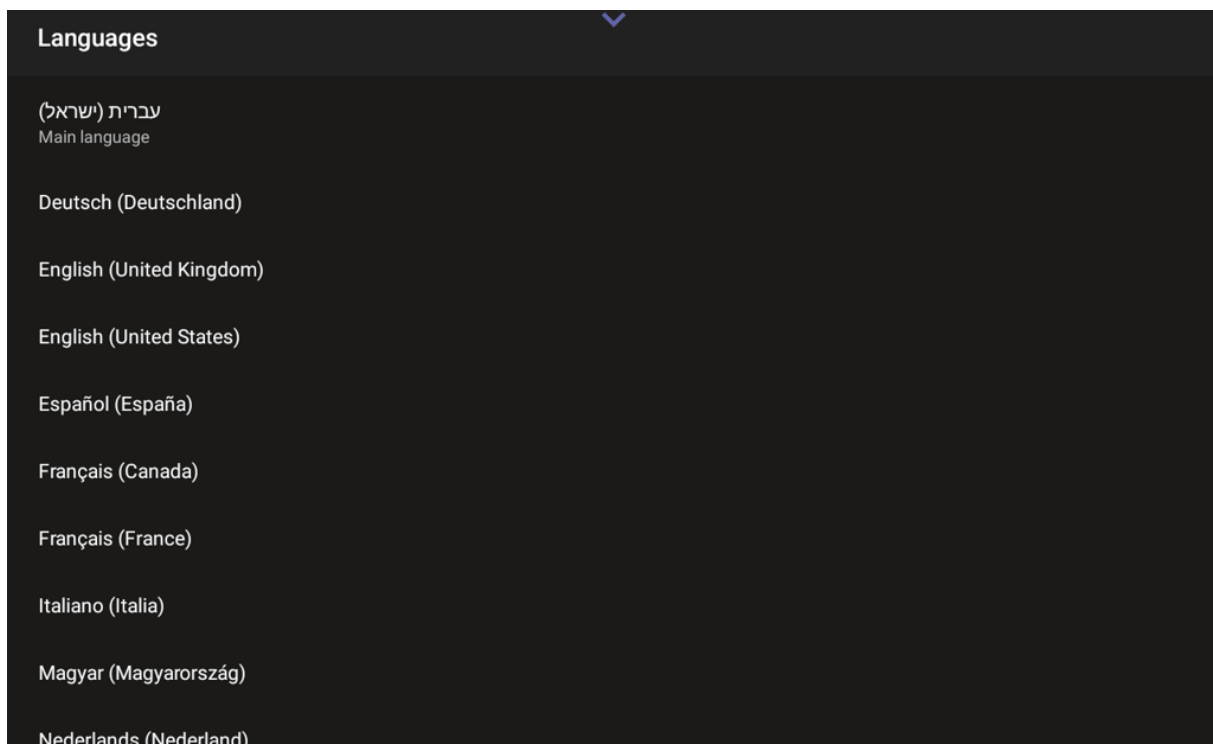 Languages
עברית (ישראל)
Main language
Deutsch (Deutschland)
English (United Kingdom)
English (United States)
Español (España)
Français (Canada)
Français (France)
Italiano (Italia)
Magyar (Magyarország)
Nederlands (Nederland)